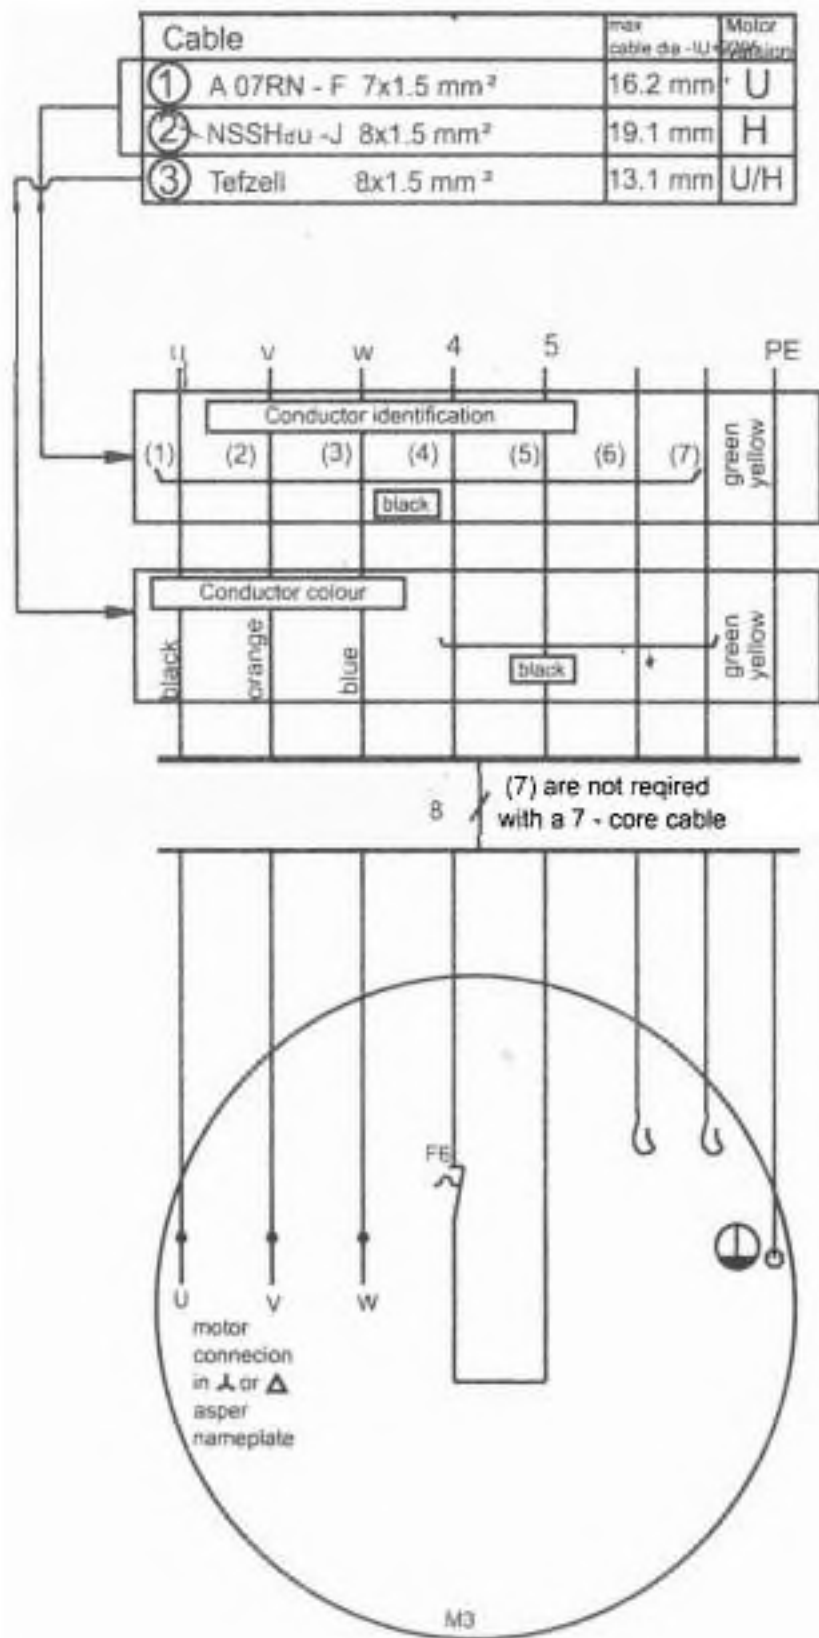 Cable
max
Motor
cable dia
① A 07RN - F 7x1.5 mm² 16.2 mm U
② NSSHöu -J 8x1.5 mm² 19.1 mm H
③ Tefzell 8x1.5 mm² 13.1 mm U/H
U V W 4 5 PE
Conductor identification
(1) (2) (3) (4) (5) (6) (7) green
yellow
black
Conductor colour
black orange blue black green
yellow
8 (7) are not reqired
with a 7 - core cable
F6
U V W
motor
connecion
in or
asper
nameplate
M3